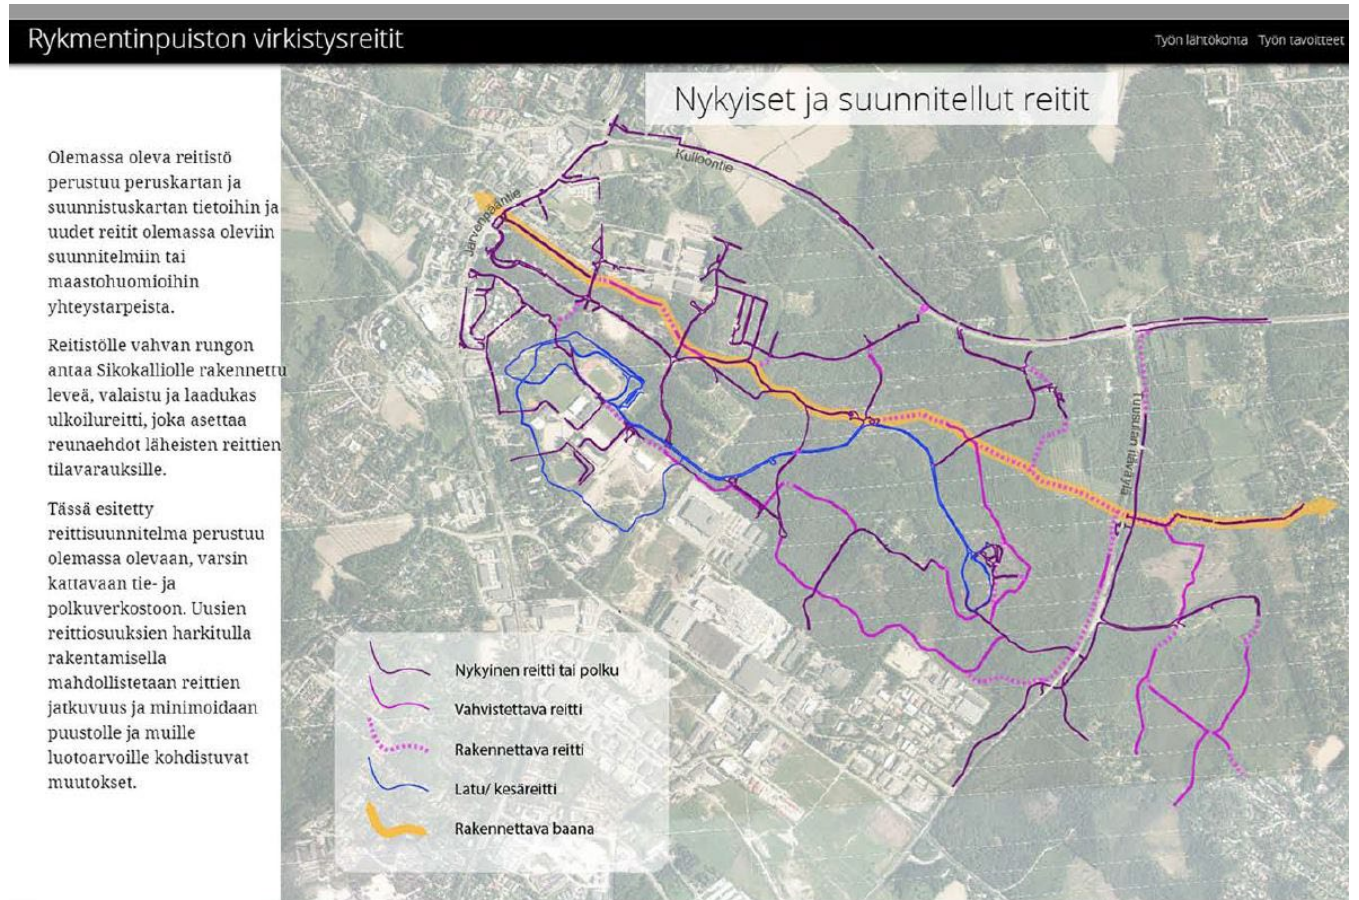 Rykmentinpuiston virkistysreitit
Työn lähtökohta Työn tavoitteet
Nykyiset ja suunnitellut reitit
Olemassa oleva reitistö
perustuu peruskartan ja
suunnistuskartan tietoihin ja
uudet reitit olemassa oleviin
suunnitelmiin tai
maastohuomioihin
yhteystarpeista.
Reitistölle vahvan rungon
antaa Sikokalliolle rakennettu
leveä, valaistu ja laadukas
ulkoilureitti, joka asettaa
reunaehdot läheisten reittien
tilavarauksille.
Tässä esitetty
reittisuunnitelma perustuu
olemassa olevaan, varsin
kattavaan tie- ja
polkuverkostoon. Uusien
reittiosuuksien harkitulla
rakentamisella
mahdollistetaan reittien
jatkuvuus ja minimoidaan
puustolle ja muille
luotoarvoille kohdistuvat
muutokset.
Kulloontie
Järvenpääntie
Tuusulan itäväylä
Nykyinen reitti tai polku
Vahvistettava reitti
Rakennettava reitti
Latu/ kesäreitti
Rakennettava baana